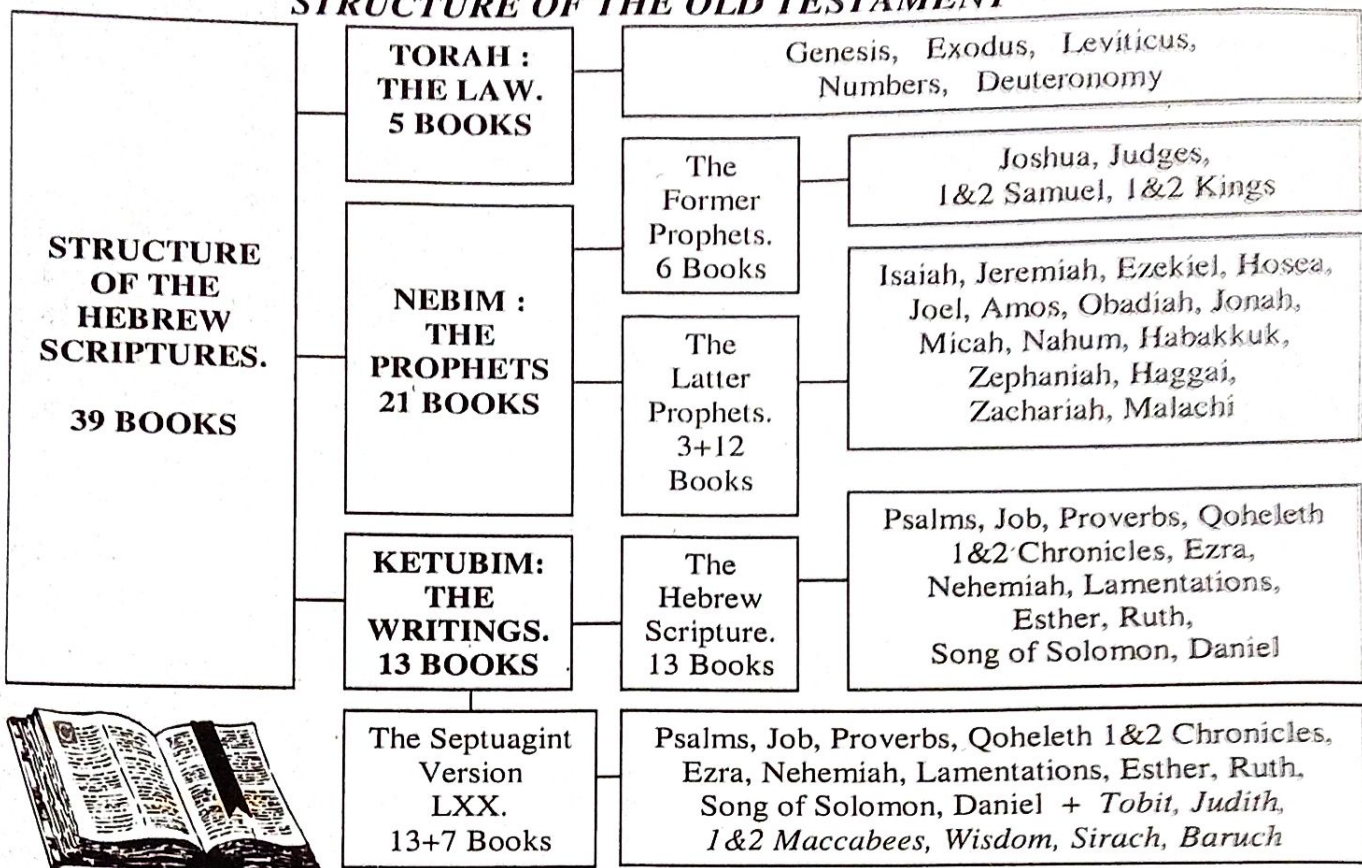 STRUCTURE OF THE OLD TESTAMENT
STRUCTURE
OF THE
HEBREW
SCRIPTURES.
39 BOOKS
TORAH :
THE LAW.
5 BOOKS
Genesis, Exodus, Leviticus,
Numbers, Deuteronomy
NEBIM :
THE
PROPHETS
21 BOOKS
The
Former
Prophets.
6 Books
Joshua, Judges,
1&2 Samuel, 1&2 Kings
The
Latter
Prophets.
3+12
Books
Isaiah, Jeremiah, Ezekiel, Hosea,
Joel, Amos, Obadiah, Jonah,
Micah, Nahum, Habakkuk,
Zephaniah, Haggai,
Zachariah, Malachi
KETUBIM:
THE
WRITINGS.
13 BOOKS
The
Hebrew
Scripture.
13 Books
Psalms, Job, Proverbs, Qoheleth
1&2 Chronicles, Ezra,
Nehemiah, Lamentations,
Esther, Ruth,
Song of Solomon, Daniel
The Septuagint
Version
LXX.
13+7 Books
Psalms, Job, Proverbs, Qoheleth 1&2 Chronicles,
Ezra, Nehemiah, Lamentations, Esther, Ruth,
Song of Solomon, Daniel + Tobit, Judith,
1&2 Maccabees, Wisdom, Sirach, Baruch